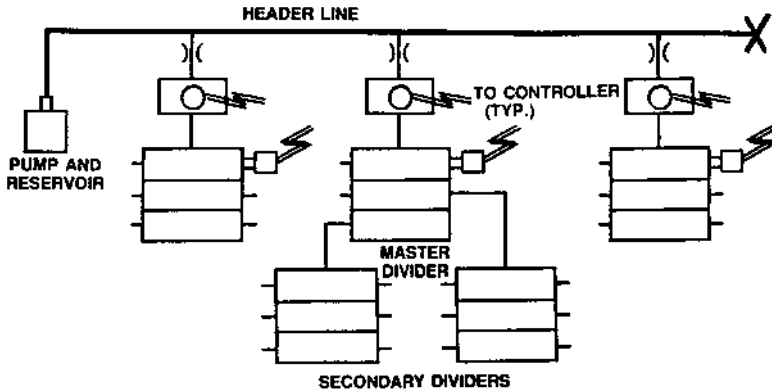 HEADER LINE
TO CONTROLLER
(TYP.)
PUMP AND
RESERVOIR
MASTER
DIVIDER
SECONDARY DIVIDERS